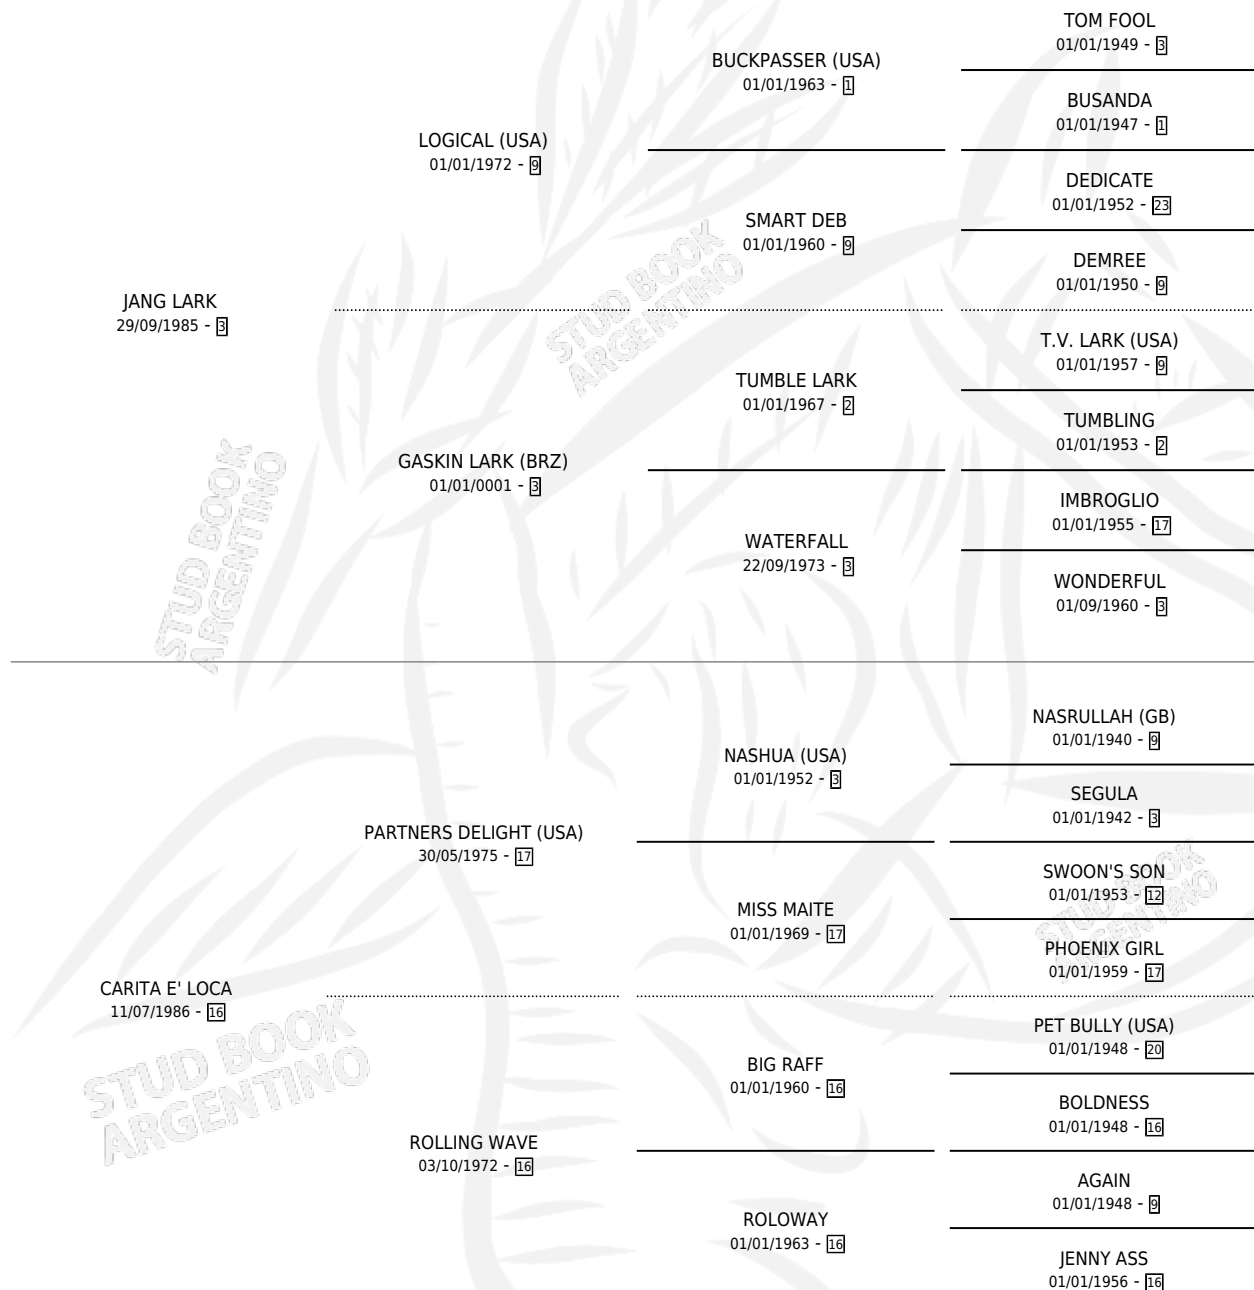 TOM FOOL
01/01/1949 - 3
BUCKPASSER (USA)
01/01/1963 - 1
BUSANDA
01/01/1947 - 1
LOGICAL (USA)
01/01/1972 - 9
DEDICATE
01/01/1952 - 23
SMART DEB
01/01/1960 - 9
DEMREE
01/01/1950 - 9
JANG LARK
29/09/1985 - 3
T.V. LARK (USA)
01/01/1957 - 9
TUMBLE LARK
01/01/1967 - 2
TUMBLING
01/01/1953 - 2
GASKIN LARK (BRZ)
01/01/0001 - 3
IMBROGLIO
01/01/1955 - 17
WATERFALL
22/09/1973 - 3
WONDERFUL
01/09/1960 - 3
NASRULLAH (GB)
01/01/1940 - 9
NASHUA (USA)
01/01/1952 - 3
SEGULA
01/01/1942 - 3
PARTNERS DELIGHT (USA)
30/05/1975 - 17
SWOON'S SON
01/01/1953 - 12
MISS MAITE
01/01/1969 - 17
PHOENIX GIRL
01/01/1959 - 17
CARITA E' LOCA
11/07/1986 - 16
PET BULLY (USA)
01/01/1948 - 20
BIG RAFF
01/01/1960 - 16
BOLDNESS
01/01/1948 - 16
ROLLING WAVE
03/10/1972 - 16
AGAIN
01/01/1948 - 9
ROLOWAY
01/01/1963 - 16
JENNY ASS
01/01/1956 - 16
STUD BOOK
ARGENTINO
STUD BOOK
ARGENTINO
STUD BOOK
ARGENTINO
STUD BOOK
ARGENTINO